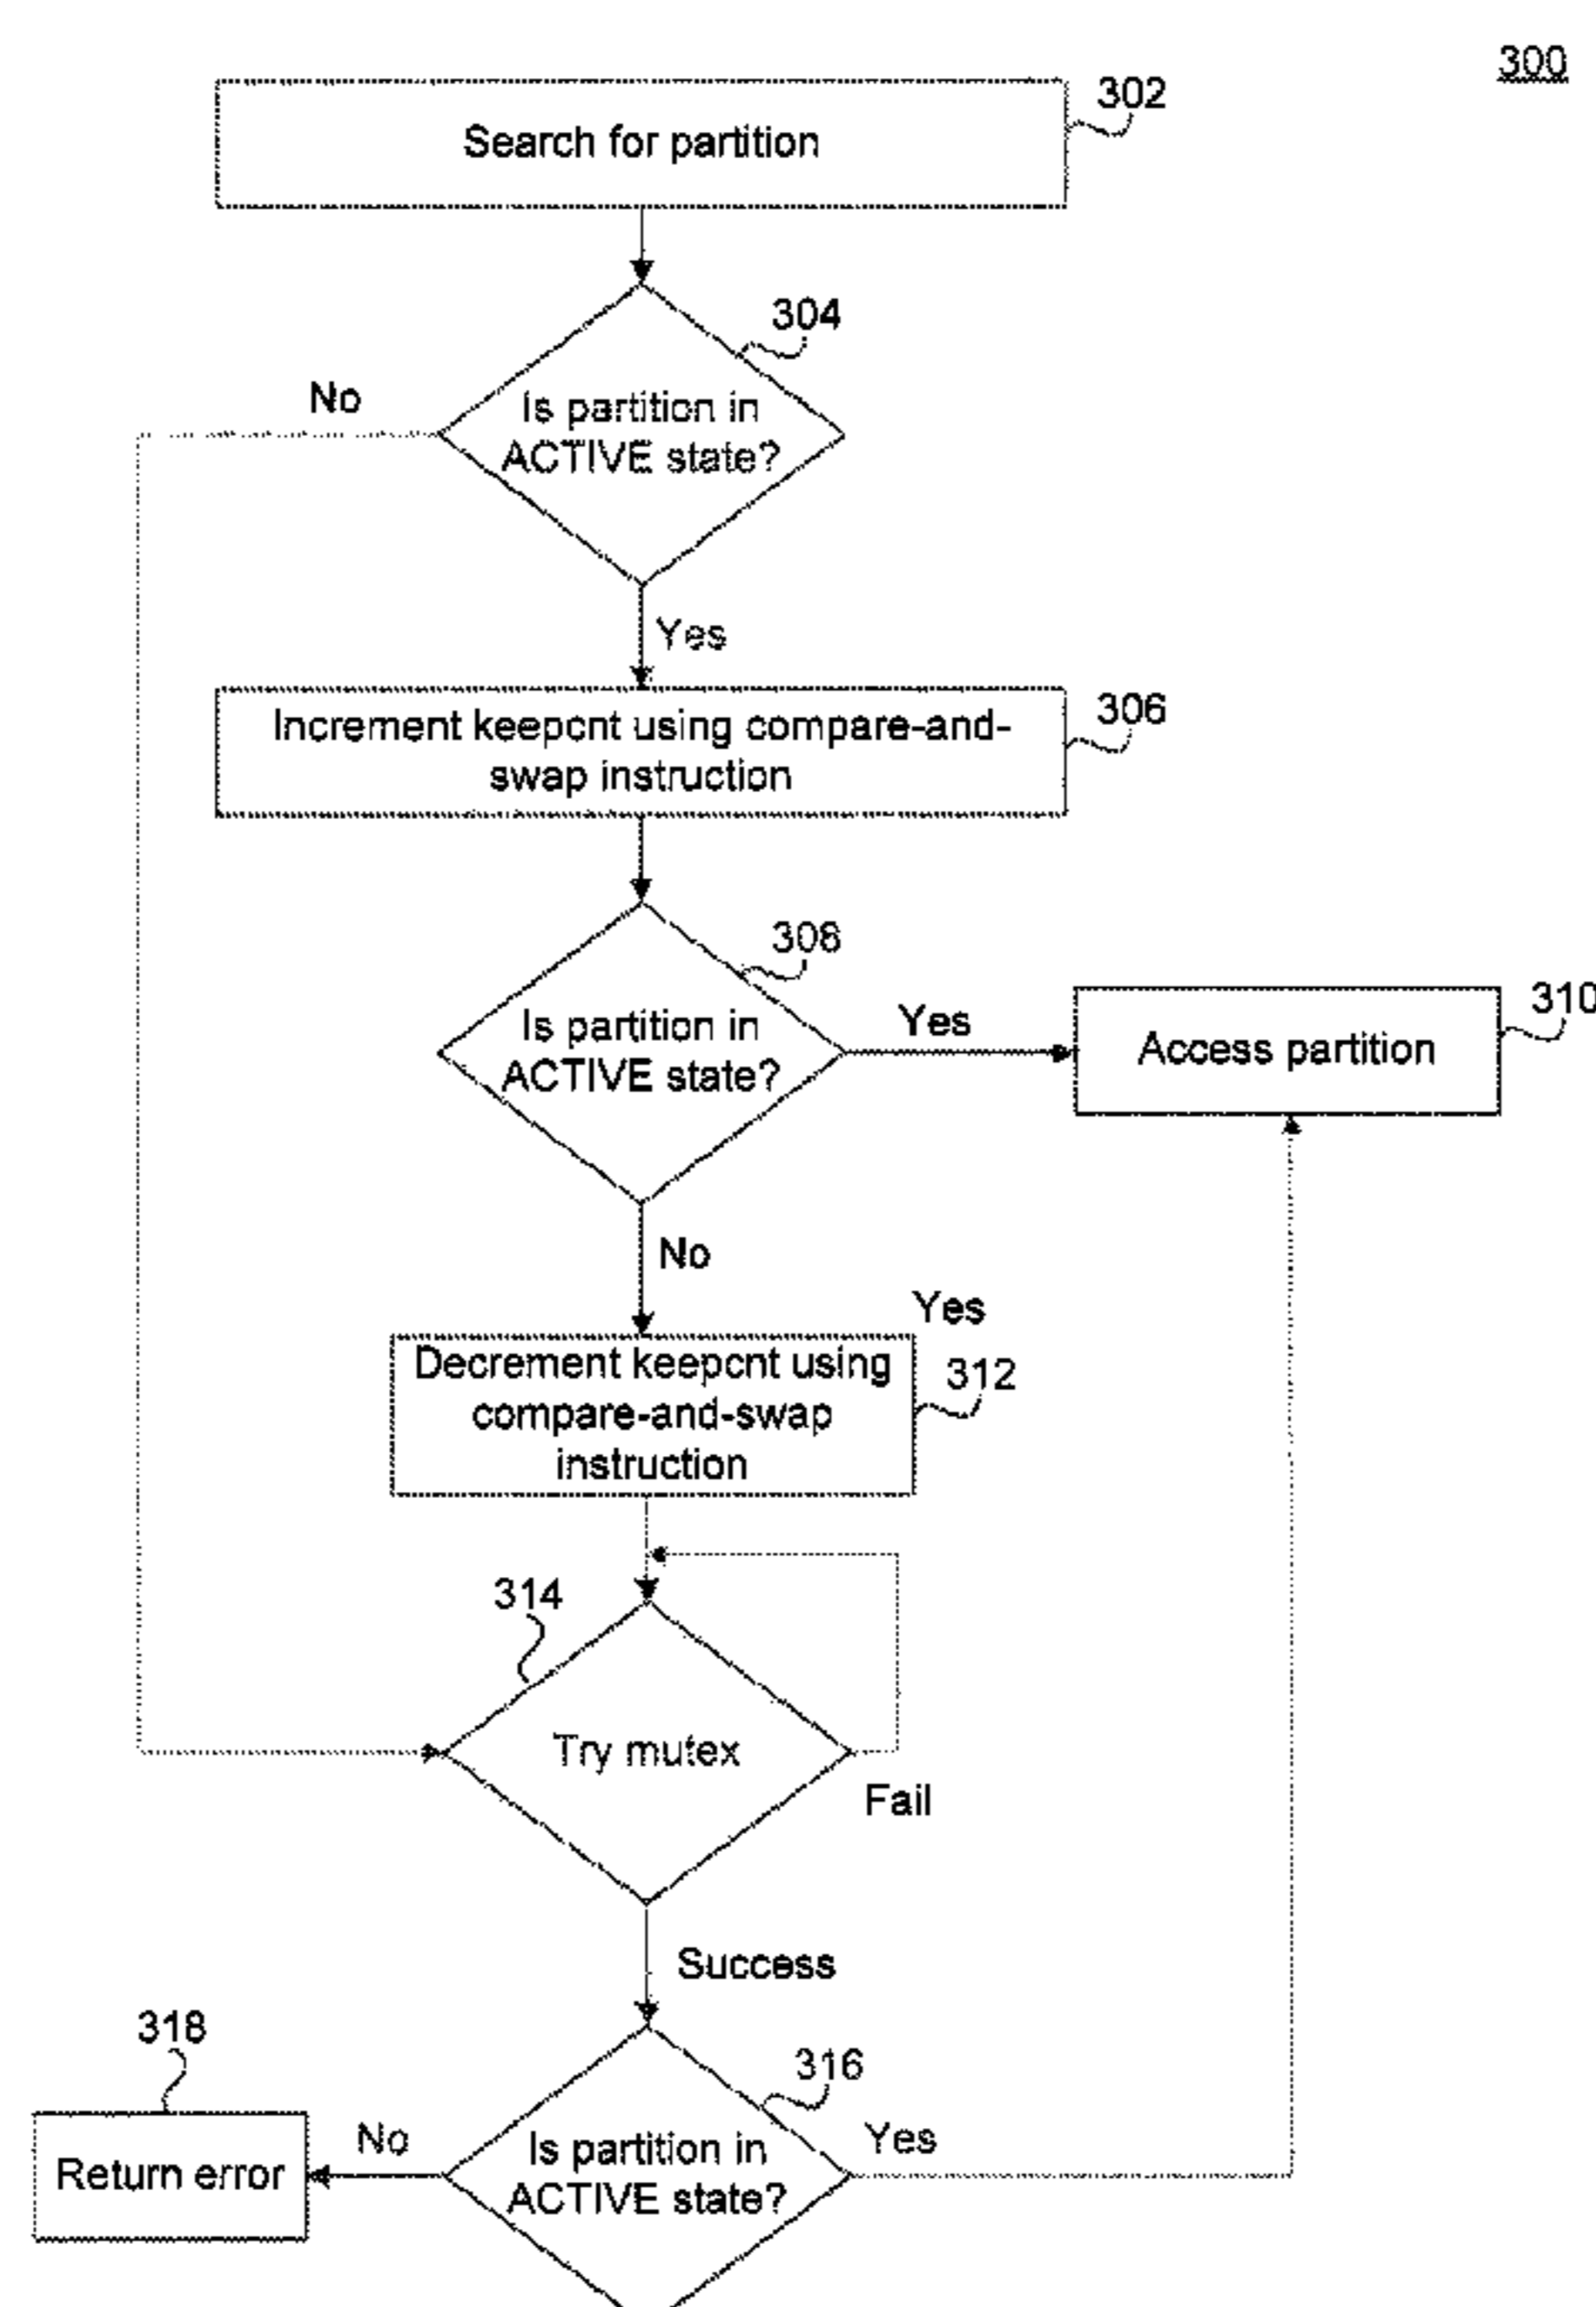 300
302
Search for partition
304
No
Is partition in
ACTIVE state?
Yes
306
Increment keepcnt using compare-and-
swap instruction
308
Is partition in
ACTIVE state?
Yes
310
Access partition
No
Yes
312
Decrement keepcnt using
compare-and-swap
instruction
314
Try mutex
Fail
Success
318
316
Return error
No
Is partition in
ACTIVE state?
Yes